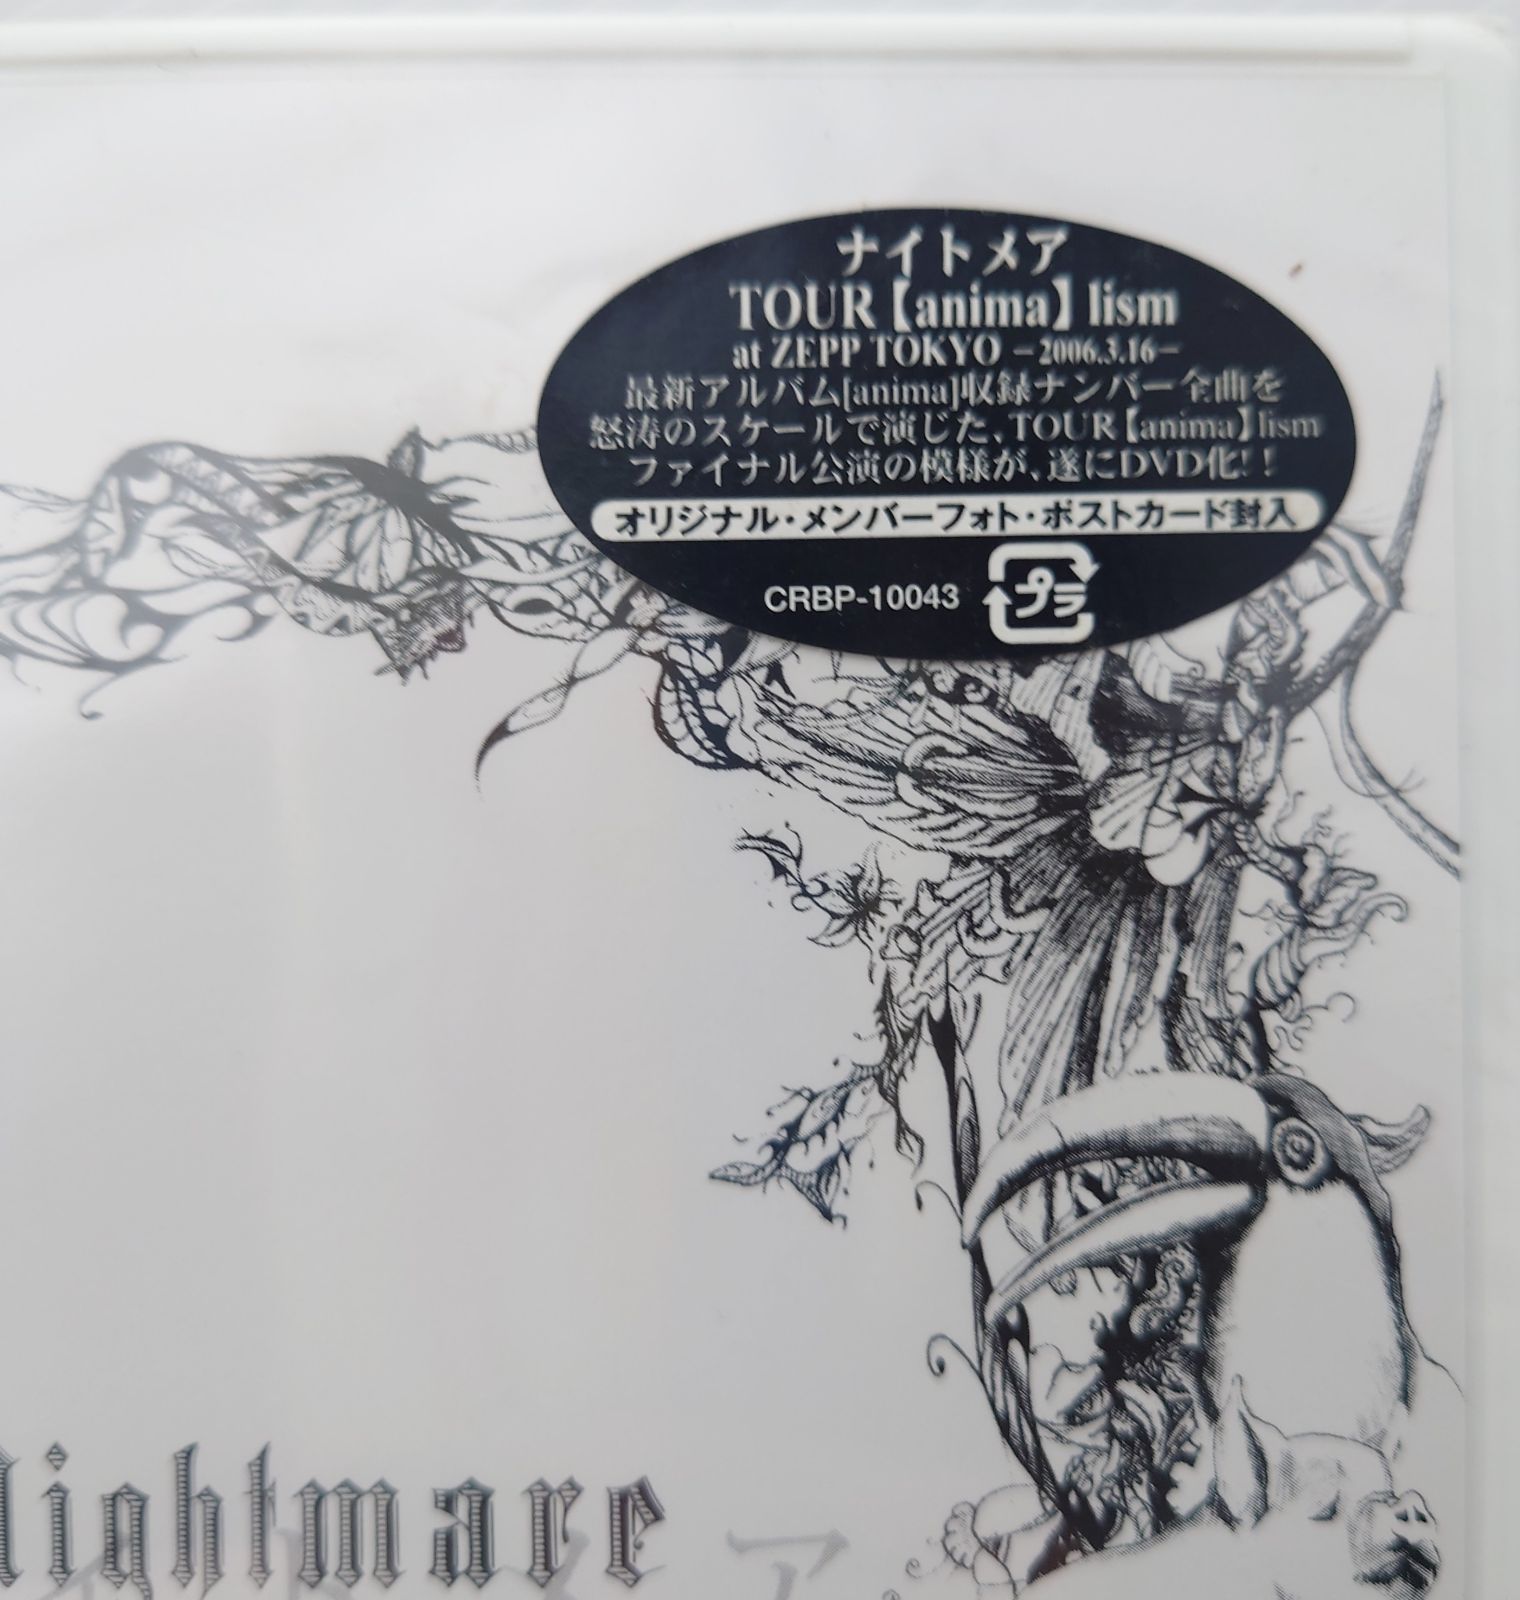 ナイトメア
TOUR【anima】lism
at ZEPP TOKYO －2006.3.16－
最新アルバム[anima]収録ナンバー全曲を
怒涛のスケールで演じた、TOUR【anima】lism
ファイナル公演の模様が、遂にDVD化!!
オリジナル・メンバーフォト・ポストカード封入
CRBP-10043 プラ
Nightmare